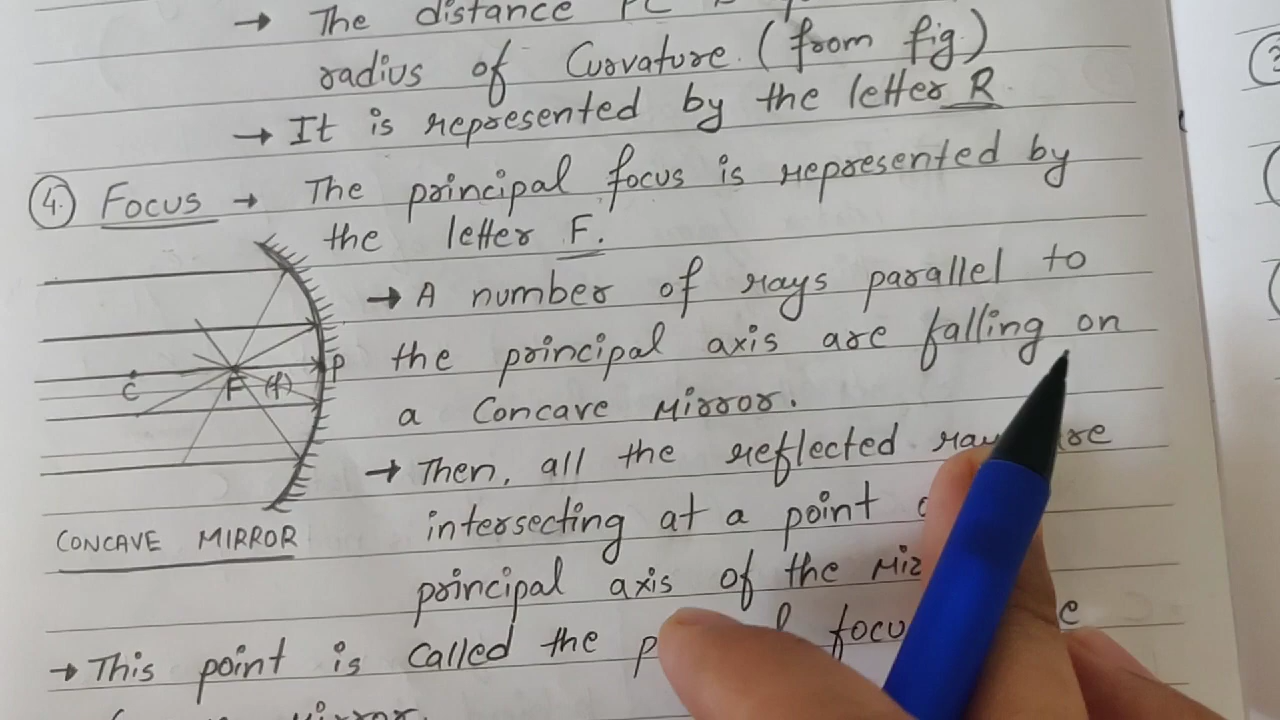 → The distance PC is
radius of Curvature. (from fig.)
→ It is represented by the letter R.
4. Focus → The principal focus is represented by
the letter F.
→ A number of rays parallel to
the principal axis are falling on
a Concave Mirror.
→ Then, all the reflected
intersecting at a point
principal axis of the
→ This point is called the
C F (f) P
CONCAVE MIRROR